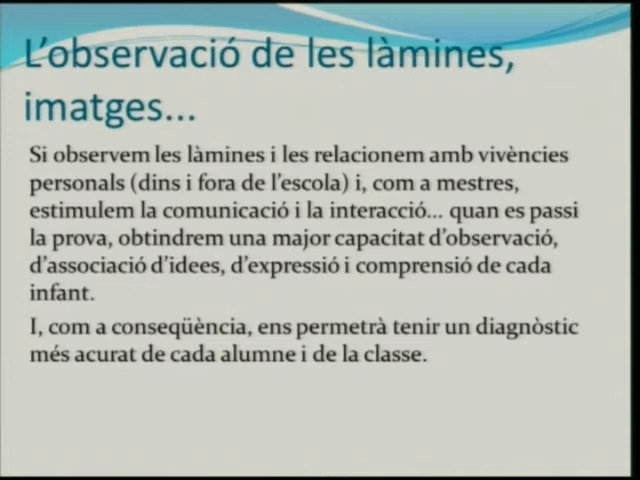 L'observació de les làmines,
imatges...
Si observem les làmines i les relacionem amb vivències
personals (dins i fora de l'escola) i, com a mestres,
estimulem la comunicació i la interacció... quan es passi
la prova, obtindrem una major capacitat d'observació,
d'associació d'idees, d'expressió i comprensió de cada
infant.
I, com a conseqüència, ens permetrà tenir un diagnòstic
més acurat de cada alumne i de la classe.